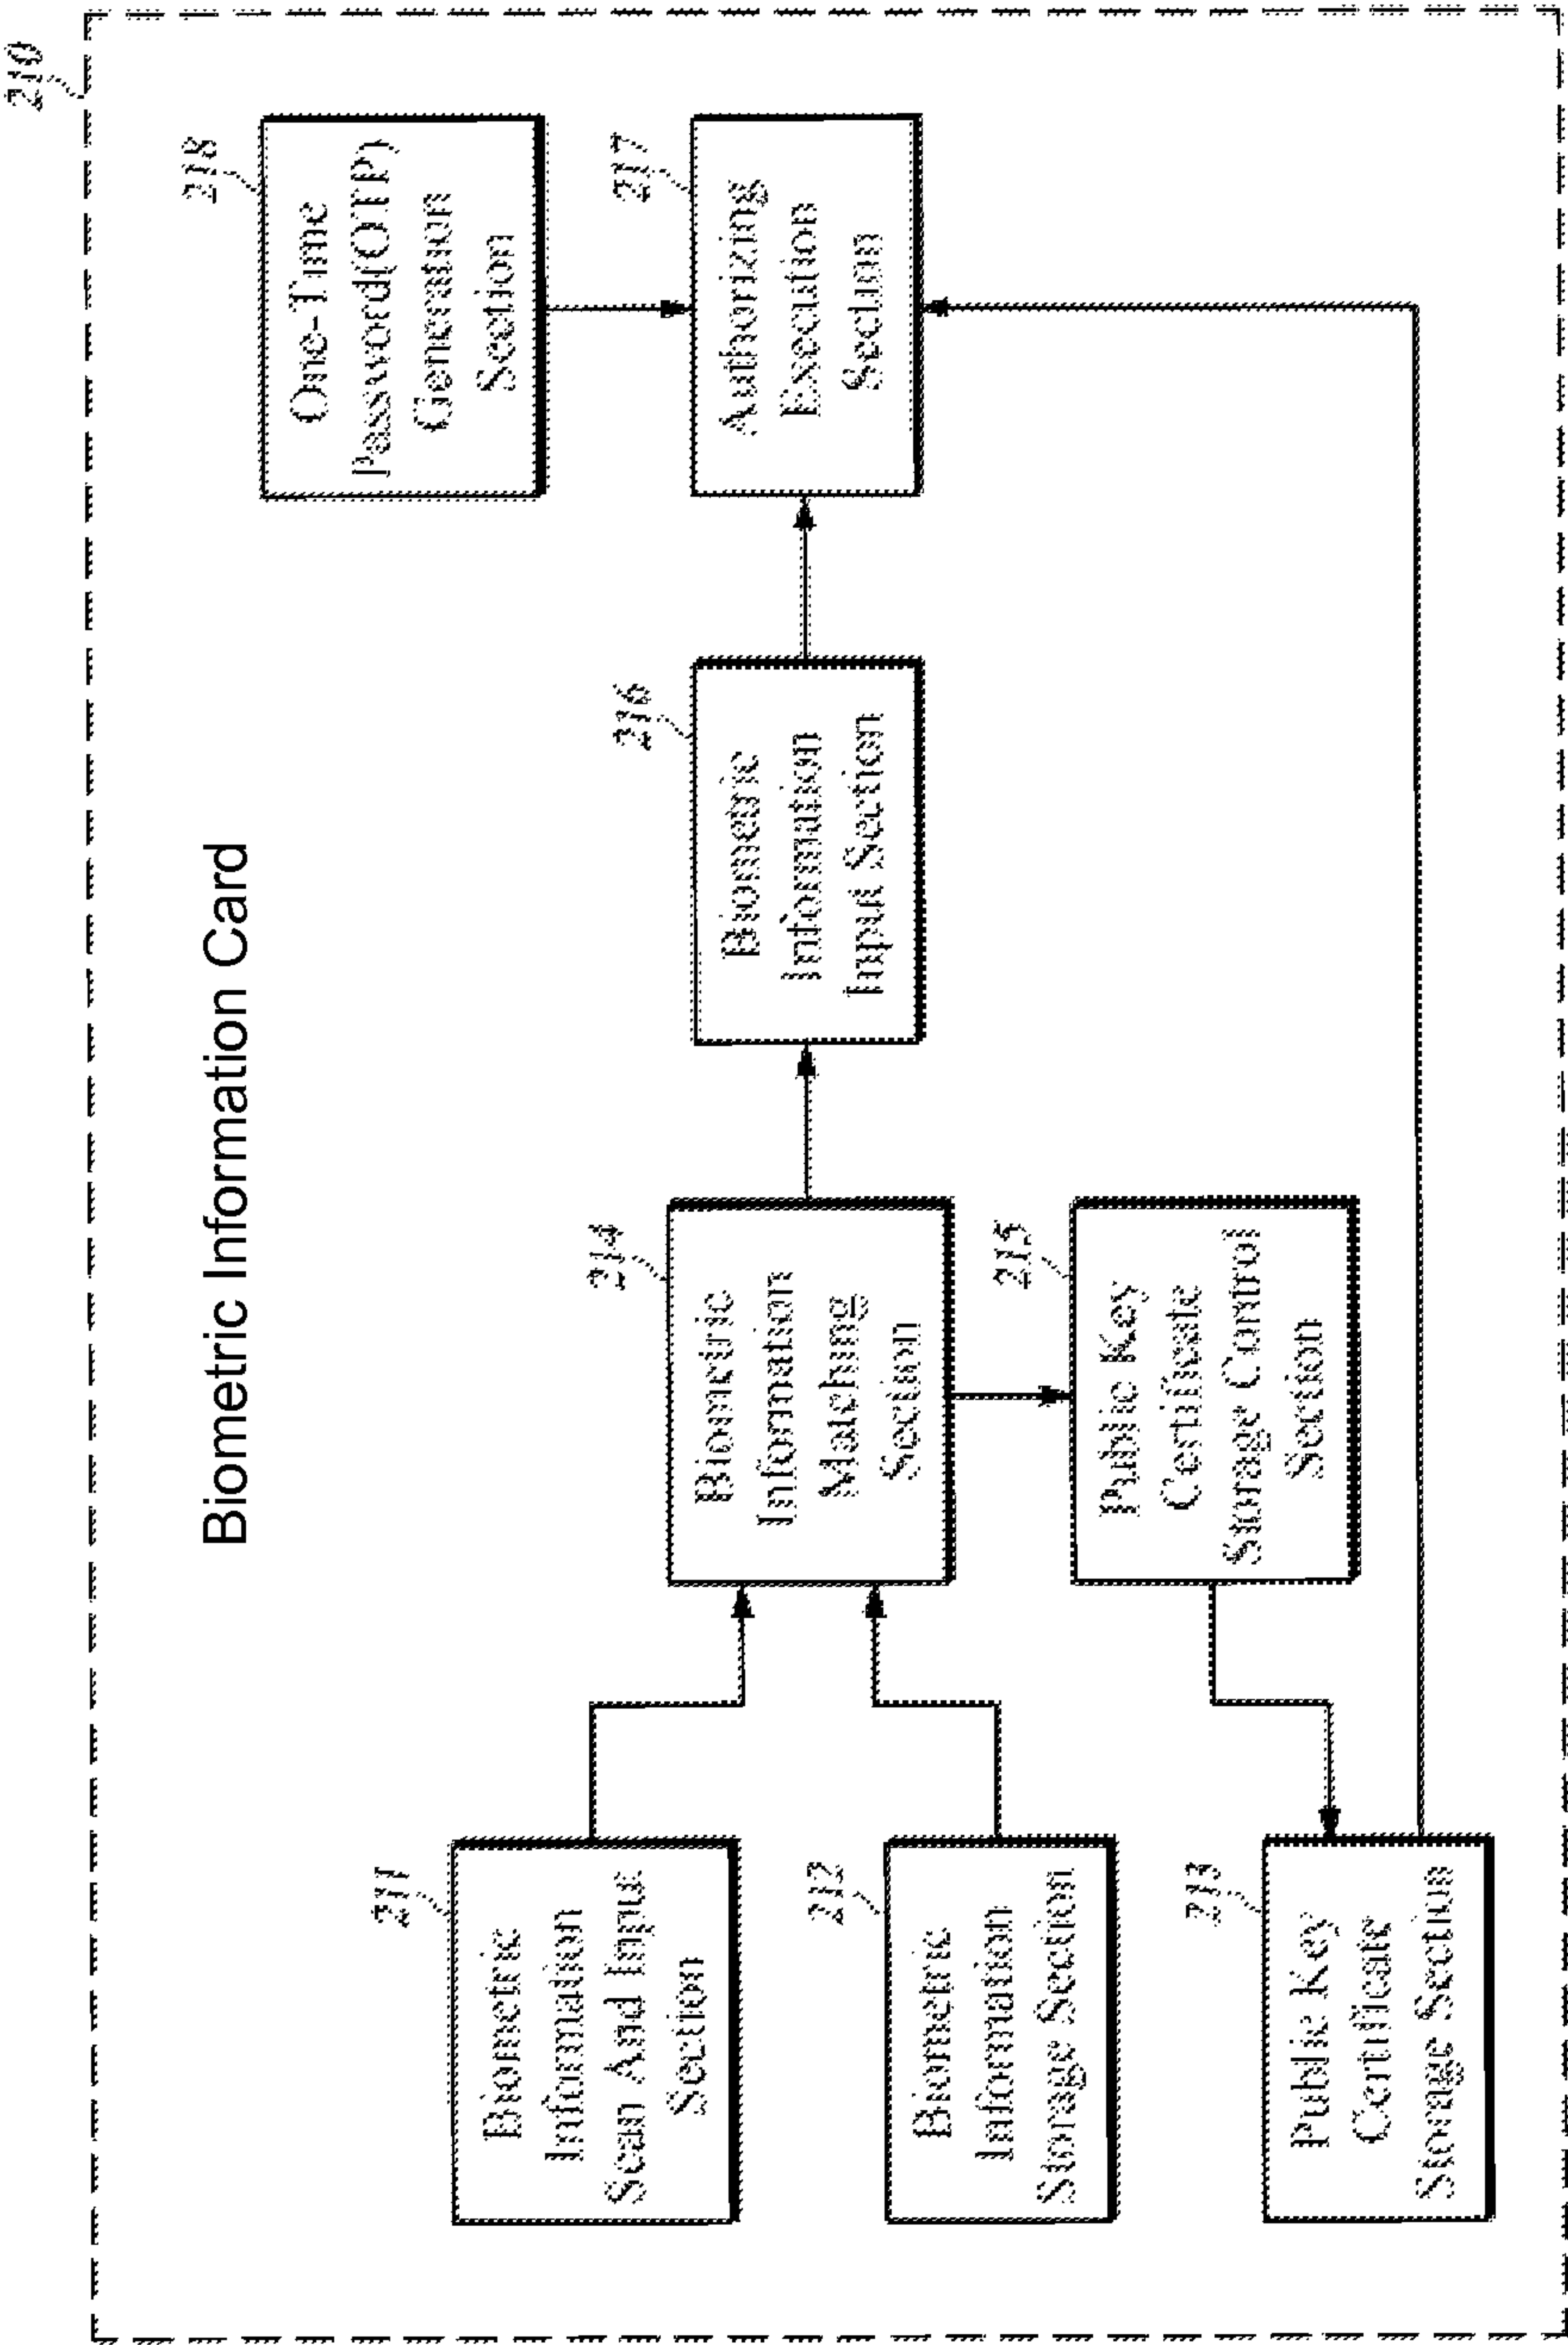 210
Biometric Information Card
218
One-Time
Password(OTP)
Generation
Section
211
Biometric
Information
Scan And Input
Section
214
Biometric
Information
Matching
Section
216
Biometric
Information
Input Section
217
Authorizing
Execution
Section
212
Biometric
Information
Storage Section
215
Public Key
Certificate
Storage Control
Section
213
Public Key
Certificate
Storage Section